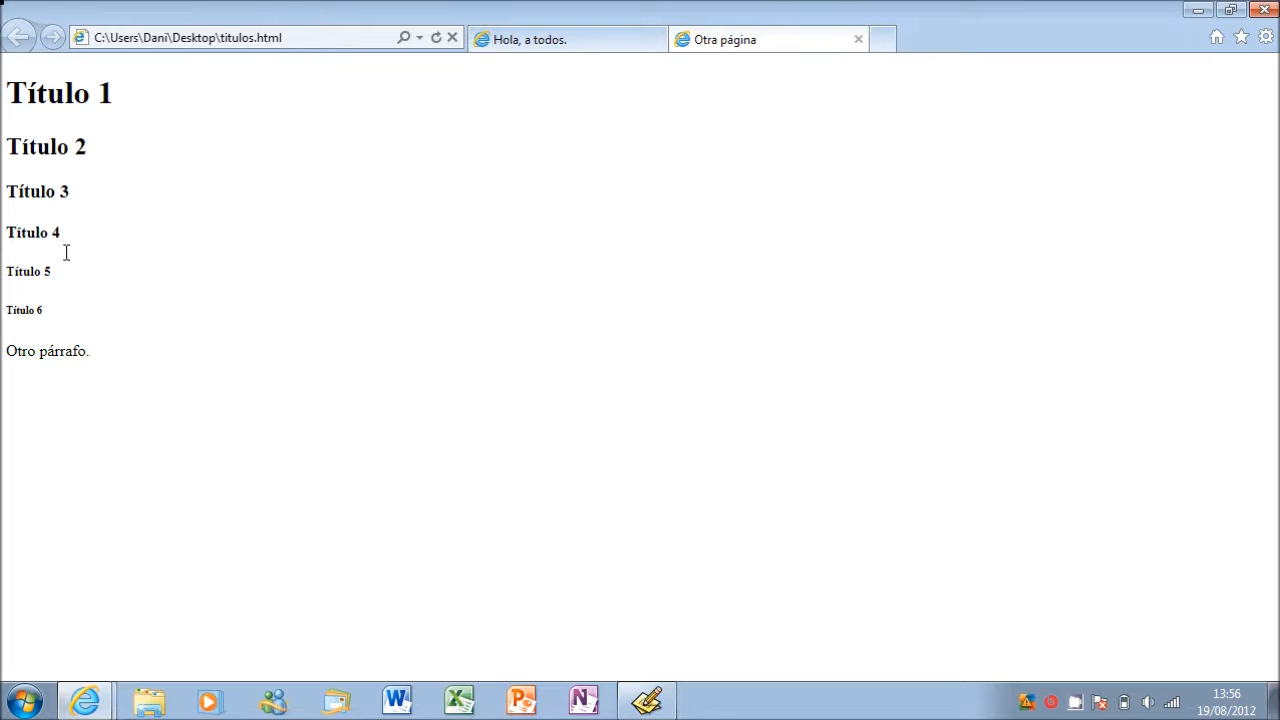 C:\Users\Dani\Desktop\titulos.html
Hola, a todos.
Otra página
Título 1
Título 2
Título 3
Título 4
Título 5
Título 6
Otro párrafo.
13:56
19/08/2012